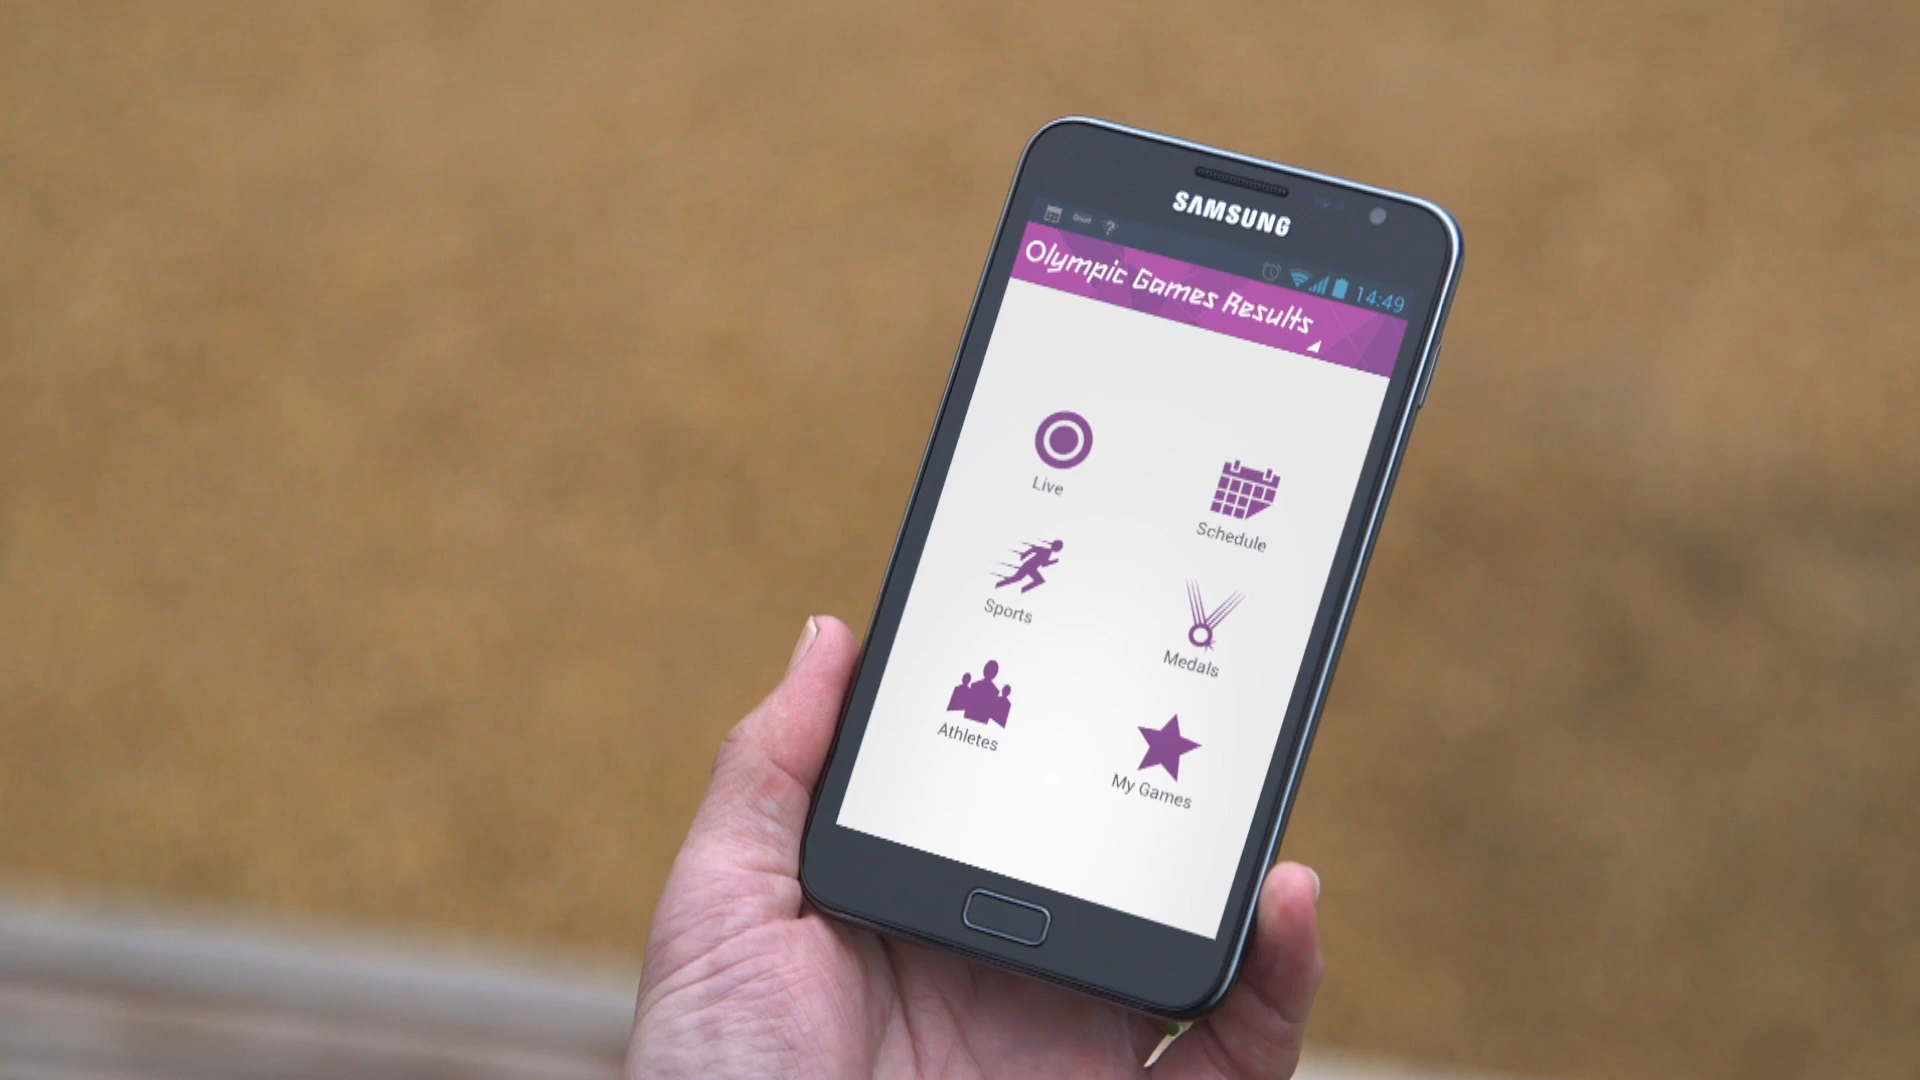 SAMSUNG
14:49
Olympic Games Results
Live
Schedule
Sports
Medals
Athletes
My Games